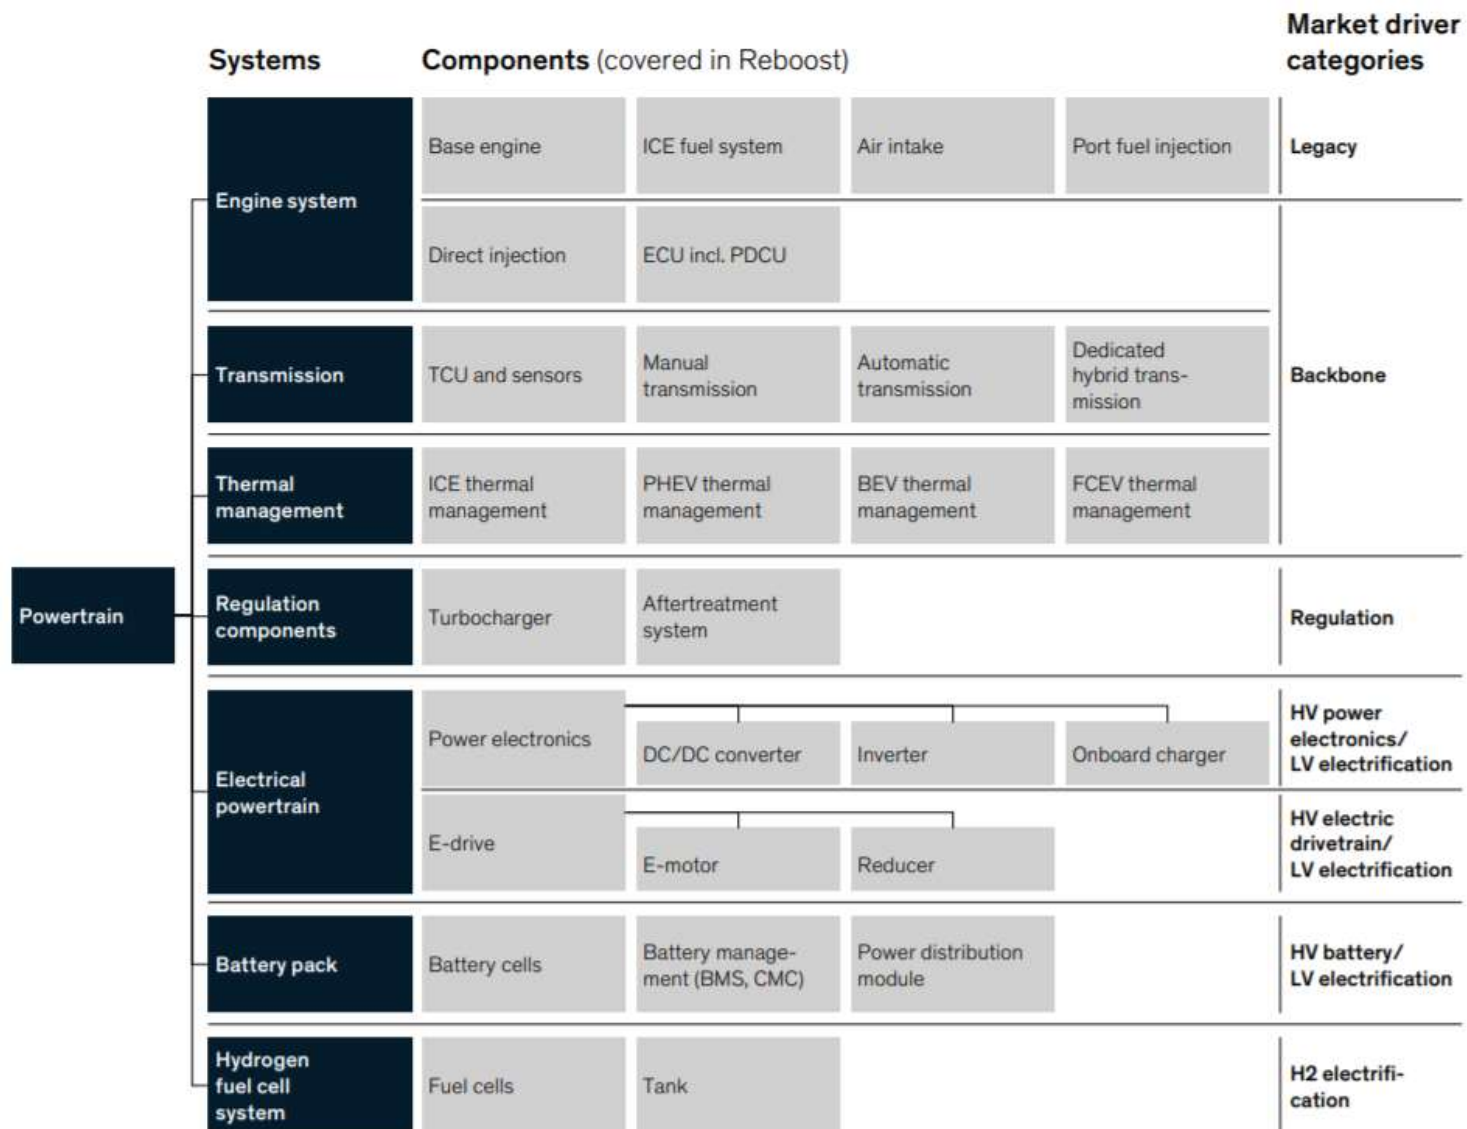 Market driver
categories
Systems
Components (covered in Reboost)
Engine system
Base engine
ICE fuel system
Air intake
Port fuel injection
Legacy
Direct injection
ECU incl. PDCU
Transmission
TCU and sensors
Manual
transmission
Automatic
transmission
Dedicated
hybrid trans-
mission
Backbone
Thermal
management
ICE thermal
management
PHEV thermal
management
BEV thermal
management
FCEV thermal
management
Powertrain
Regulation
components
Turbocharger
Aftertreatment
system
Regulation
Electrical
powertrain
Power electronics
DC/DC converter
Inverter
Onboard charger
HV power
electronics/
LV electrification
E-drive
E-motor
Reducer
HV electric
drivetrain/
LV electrification
Battery pack
Battery cells
Battery manage-
ment (BMS, CMC)
Power distribution
module
HV battery/
LV electrification
Hydrogen
fuel cell
system
Fuel cells
Tank
H2 electrifi-
cation